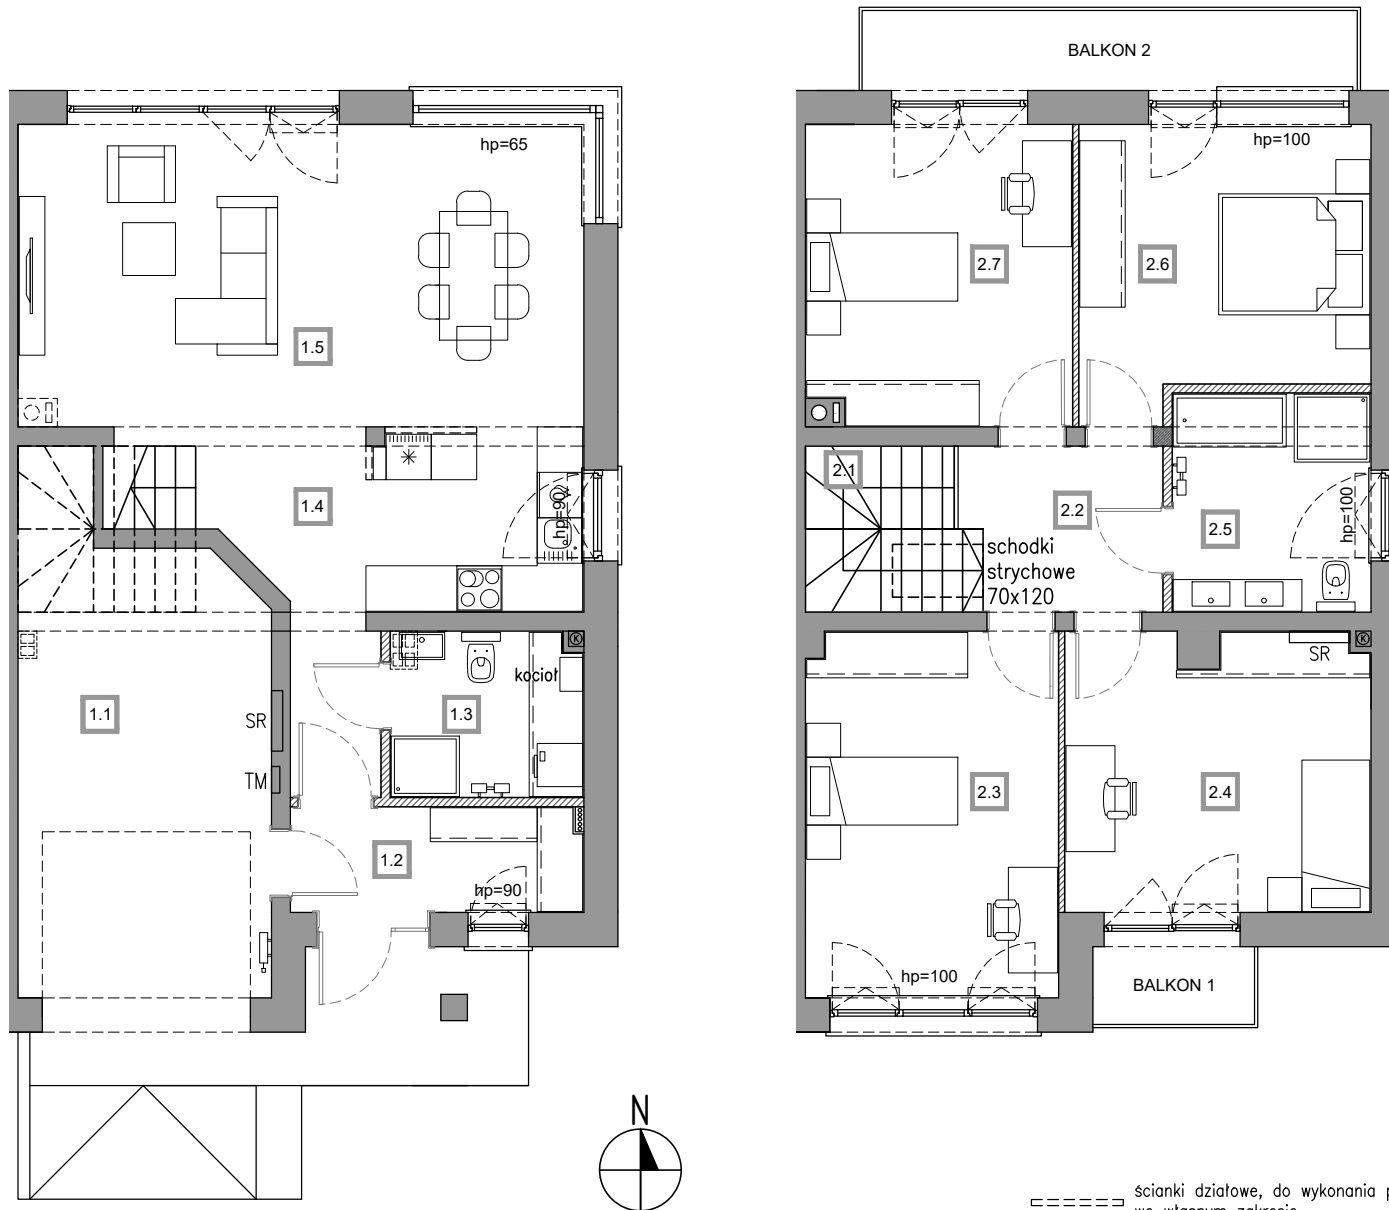 BALKON 2
hp=65
hp=100
2.7
2.6
1.5
2.1
1.4
hp=90
2.2
2.5
hp=100
schodki
strychowe
70x120
kocioł
K
K
SR
1.1
SR
1.3
TM
2.3
2.4
1.2
hp=90
hp=100
BALKON 1
N
ścianki działowe, do wykonania